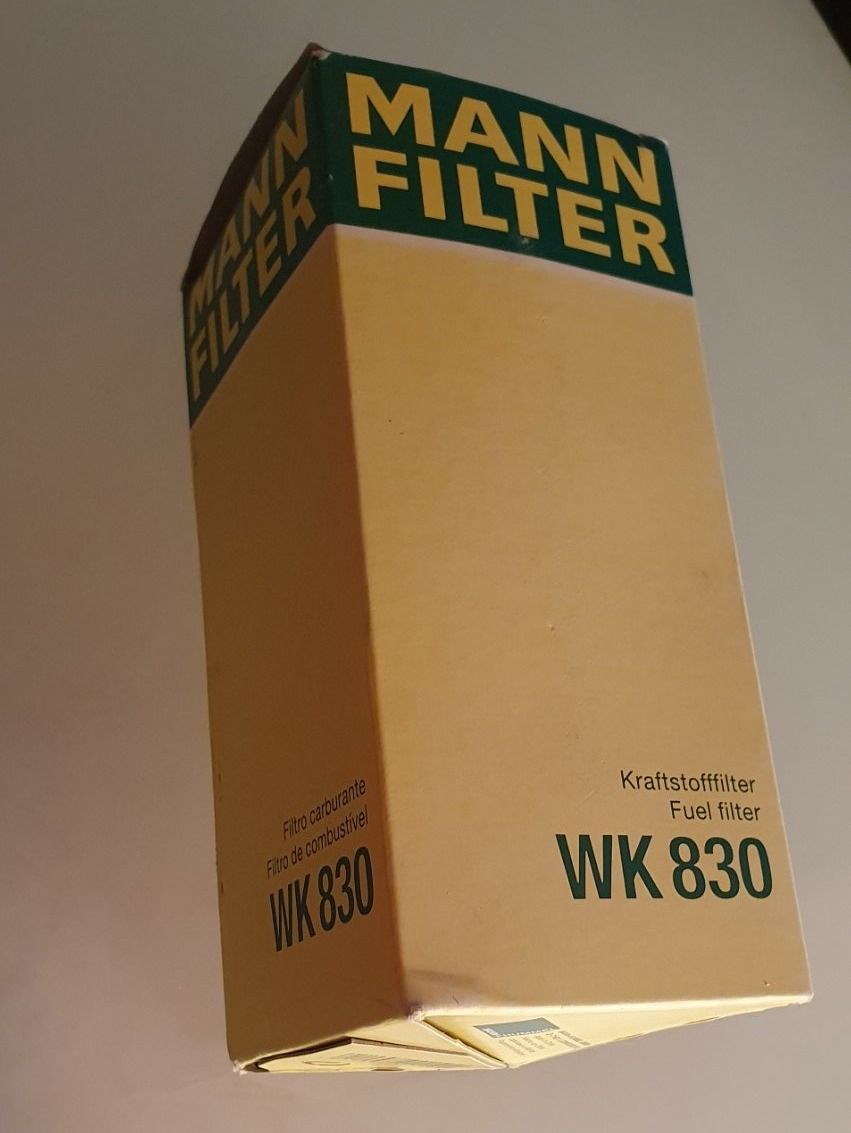 MANN
FILTER
MANN
FILTER
Kraftstofffilter
Fuel filter
WK 830
Filtro carburante
Filtro de combustível
WK 830